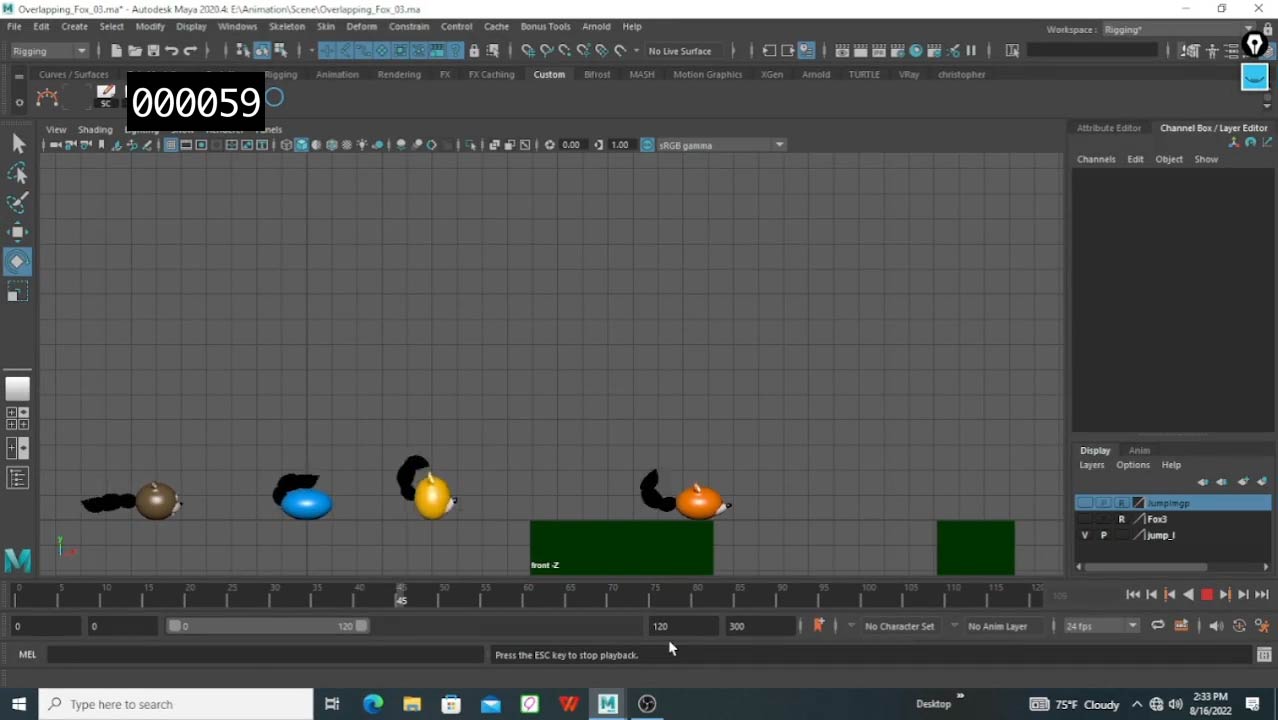 Overlapping_Fox_03.ma* - Autodesk Maya 2020.4: E:\Animation\Scene\Overlapping_Fox_03.ma
File Edit Create Select Modify Display Windows Skeleton Skin Deform Constrain Control Cache Bonus Tools Arnold Help
Workspace: Rigging*
Rigging
No Live Surface
Curves / Surfaces
Rigging Animation Rendering FX FX Caching Custom Bifrost MASH Motion Graphics XGen Arnold TURTLE VRay christopher
000059
SC
Attribute Editor Channel Box / Layer Editor
View Shading
Panels
0.00 1.00 sRGB gamma
Channels Edit Object Show
Display Anim
Layers Options Help
Jumpimgp
R Fox3
V P jump_l
y
front -Z
0 5 10 15 20 25 30 35 40 45 50 55 60 65 70 75 80 85 90 95 100 105 110 115 120
45
109
0 0 0 120 120 300 No Character Set No Anim Layer 24 fps
MEL
Press the ESC key to stop playback.
Type here to search
Desktop
75°F Cloudy
2:33 PM
8/16/2022